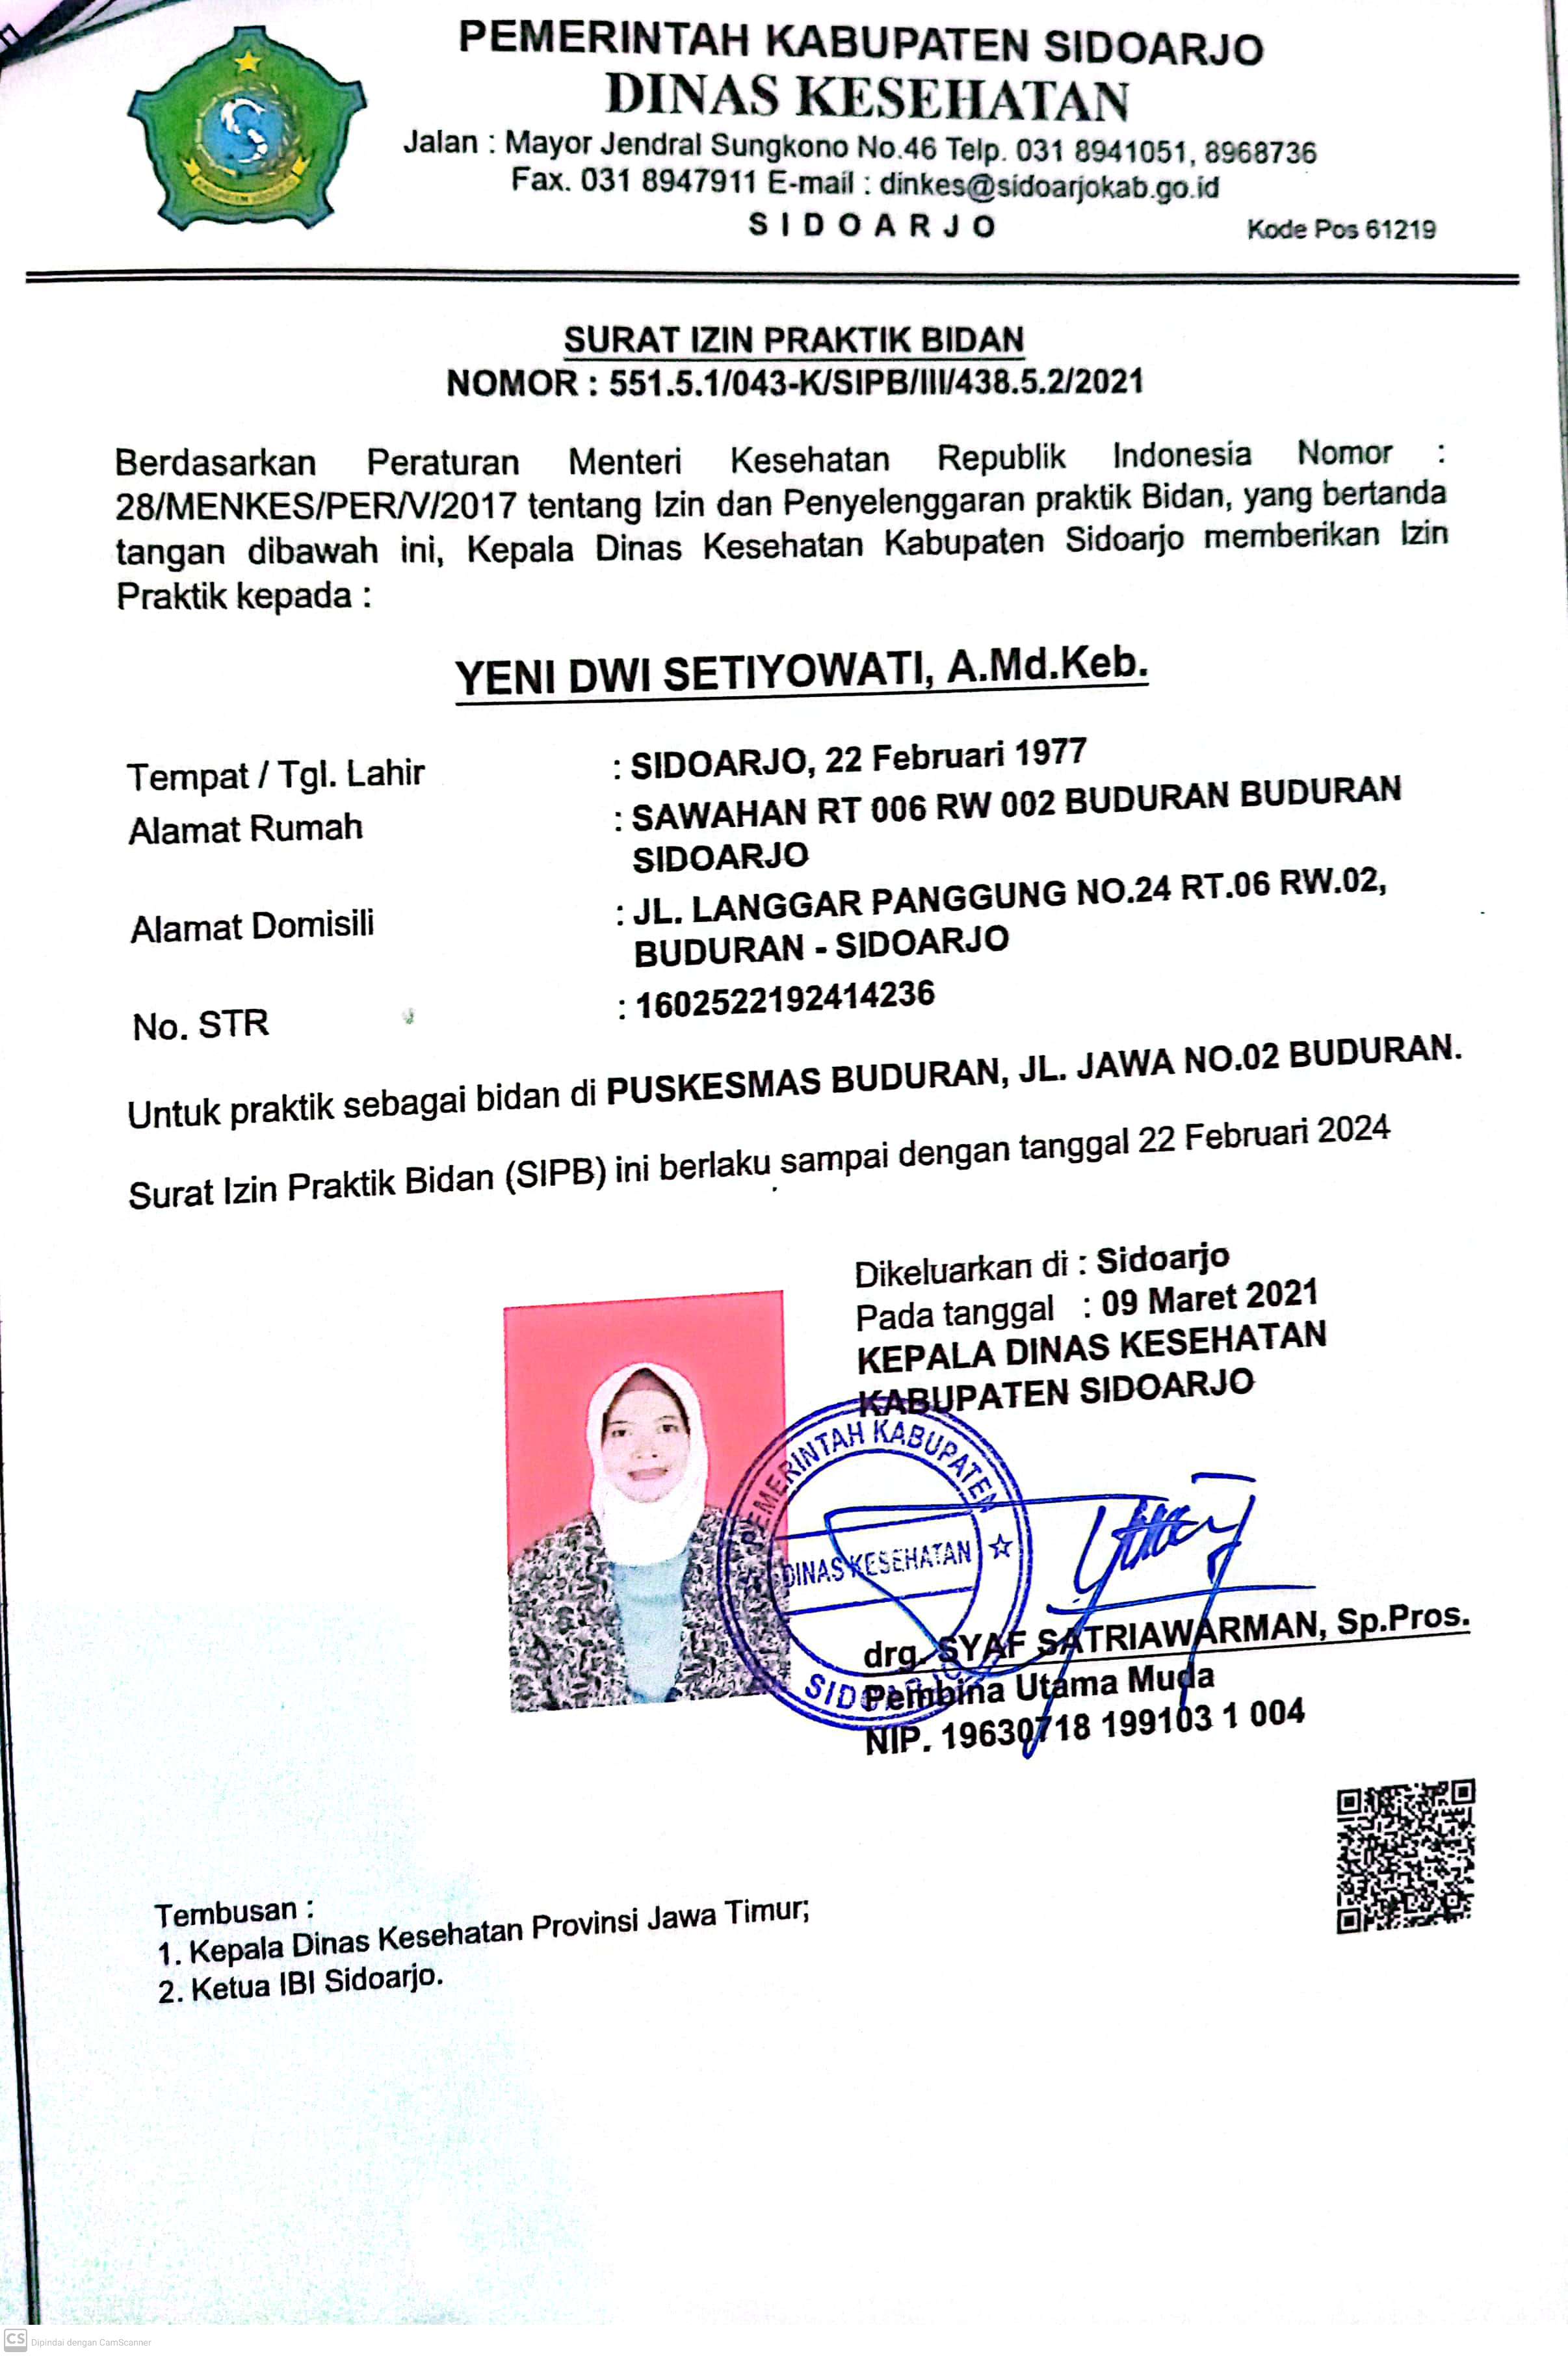 PEMERINTAH KABUPATEN SIDOARJO
DINAS KESEHATAN
Jalan : Mayor Jendral Sungkono No.46 Telp. 031 8941051, 8968736
Fax. 031 8947911 E-mail : dinkes@sidoarjokab.go.id
SIDOARJO
Kode Pos 61219
SURAT IZIN PRAKTIK BIDAN
NOMOR : 551.5.1/043-K/SIPB/III/438.5.2/2021
Berdasarkan Peraturan Menteri Kesehatan Republik Indonesia Nomor :
28/MENKES/PER/V/2017 tentang Izin dan Penyelenggaran praktik Bidan, yang bertanda
tangan dibawah ini, Kepala Dinas Kesehatan Kabupaten Sidoarjo memberikan Izin
Praktik kepada :
YENI DWI SETIYOWATI, A.Md.Keb.
Tempat / Tgl. Lahir : SIDOARJO, 22 Februari 1977
Alamat Rumah : SAWAHAN RT 006 RW 002 BUDURAN BUDURAN
SIDOARJO
Alamat Domisili : JL. LANGGAR PANGGUNG NO.24 RT.06 RW.02,
BUDURAN - SIDOARJO
No. STR : 1602522192414236
Untuk praktik sebagai bidan di PUSKESMAS BUDURAN, JL. JAWA NO.02 BUDURAN.
Surat Izin Praktik Bidan (SIPB) ini berlaku sampai dengan tanggal 22 Februari 2024
Dikeluarkan di : Sidoarjo
Pada tanggal : 09 Maret 2021
KEPALA DINAS KESEHATAN
KABUPATEN SIDOARJO
PEMERINTAH KABUPATEN
DINAS KESEHATAN
SIDOARJO
drg. SYAF SATRIAWARMAN, Sp.Pros.
Pembina Utama Muda
NIP. 19630718 199103 1 004
Tembusan :
1. Kepala Dinas Kesehatan Provinsi Jawa Timur;
2. Ketua IBI Sidoarjo.
CS Dipindai dengan CamScanner